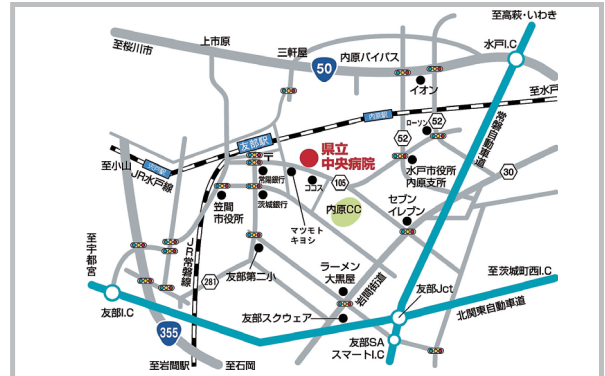 至高萩・いわき
至桜川市
上市原
三軒屋
内原バイパス
水戸I.C
50
イオン
至水戸
内原駅
ローソン
52
常磐自動車道
友部駅
52
県立
中央病院
水戸市役所
内原支所
30
至小山
JR水戸線
宍戸駅
〒
常陽銀行
ココス
105
笠間
市役所
茨城銀行
マツモト
キヨシ
内原CC
セブン
イレブン
至宇都宮
JR常磐線
281
友部第二小
ラーメン
大黒屋
岩間街道
至茨城町西I.C
友部Jct
友部I.C
355
友部スクウェア
北関東自動車道
友部SA
スマートI.C
至岩間駅
至石岡